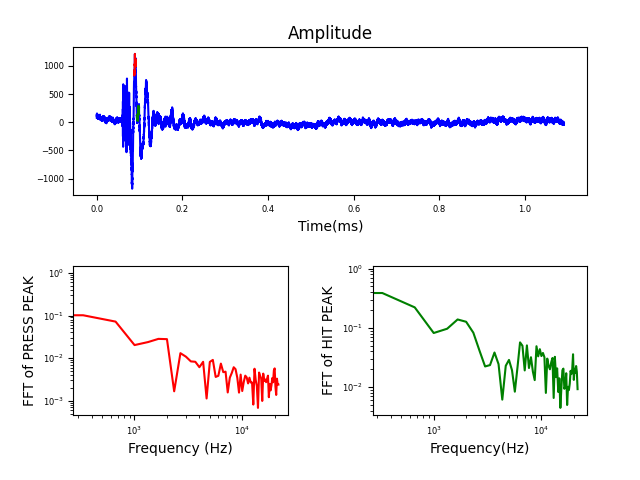 Amplitude
1000
500
0
−500
−1000
0.0 0.2 0.4 0.6 0.8 1.0
Time(ms)
FFT of PRESS PEAK
10⁰
10⁻¹
10⁻²
10⁻³
10³ 10⁴
Frequency (Hz)
FFT of HIT PEAK
10⁰
10⁻¹
10⁻²
10³ 10⁴
Frequency(Hz)